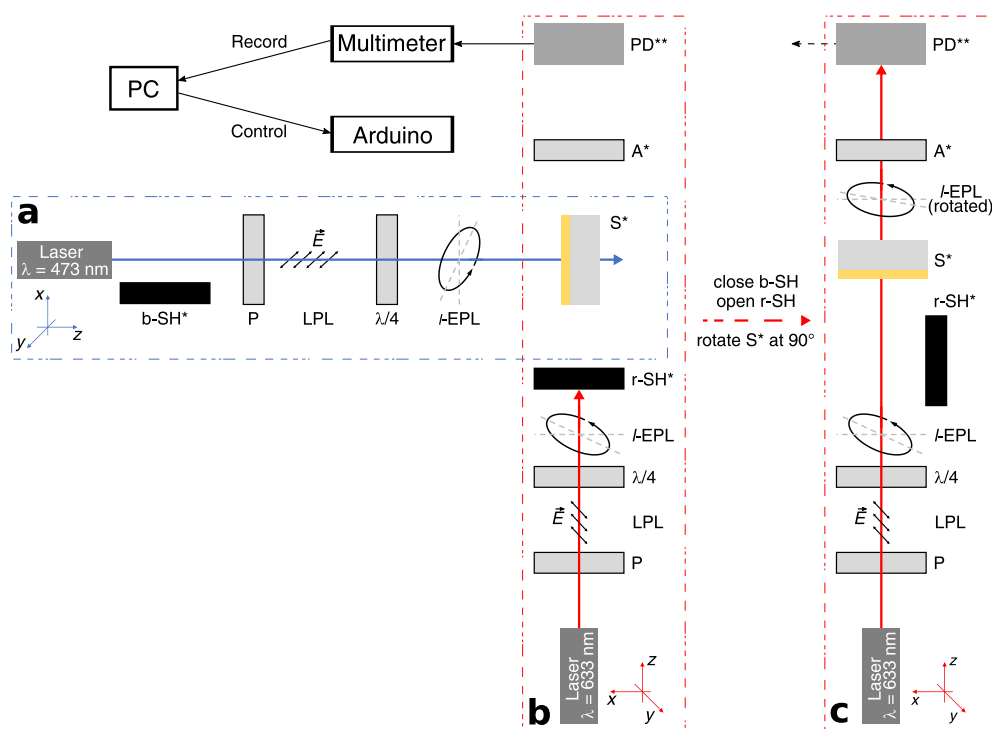 Record
Multimeter
PD**
PC
Control
Arduino
A*
a
Laser
λ = 473 nm
E
S*
x
y
z
b-SH*
P
LPL
λ/4
l-EPL
r-SH*
l-EPL
λ/4
E
LPL
P
Laser
λ = 633 nm
z
x
y
b
close b-SH
open r-SH
rotate S* at 90°
PD**
A*
l-EPL
(rotated)
S*
r-SH*
l-EPL
λ/4
E
LPL
P
Laser
λ = 633 nm
z
x
y
c